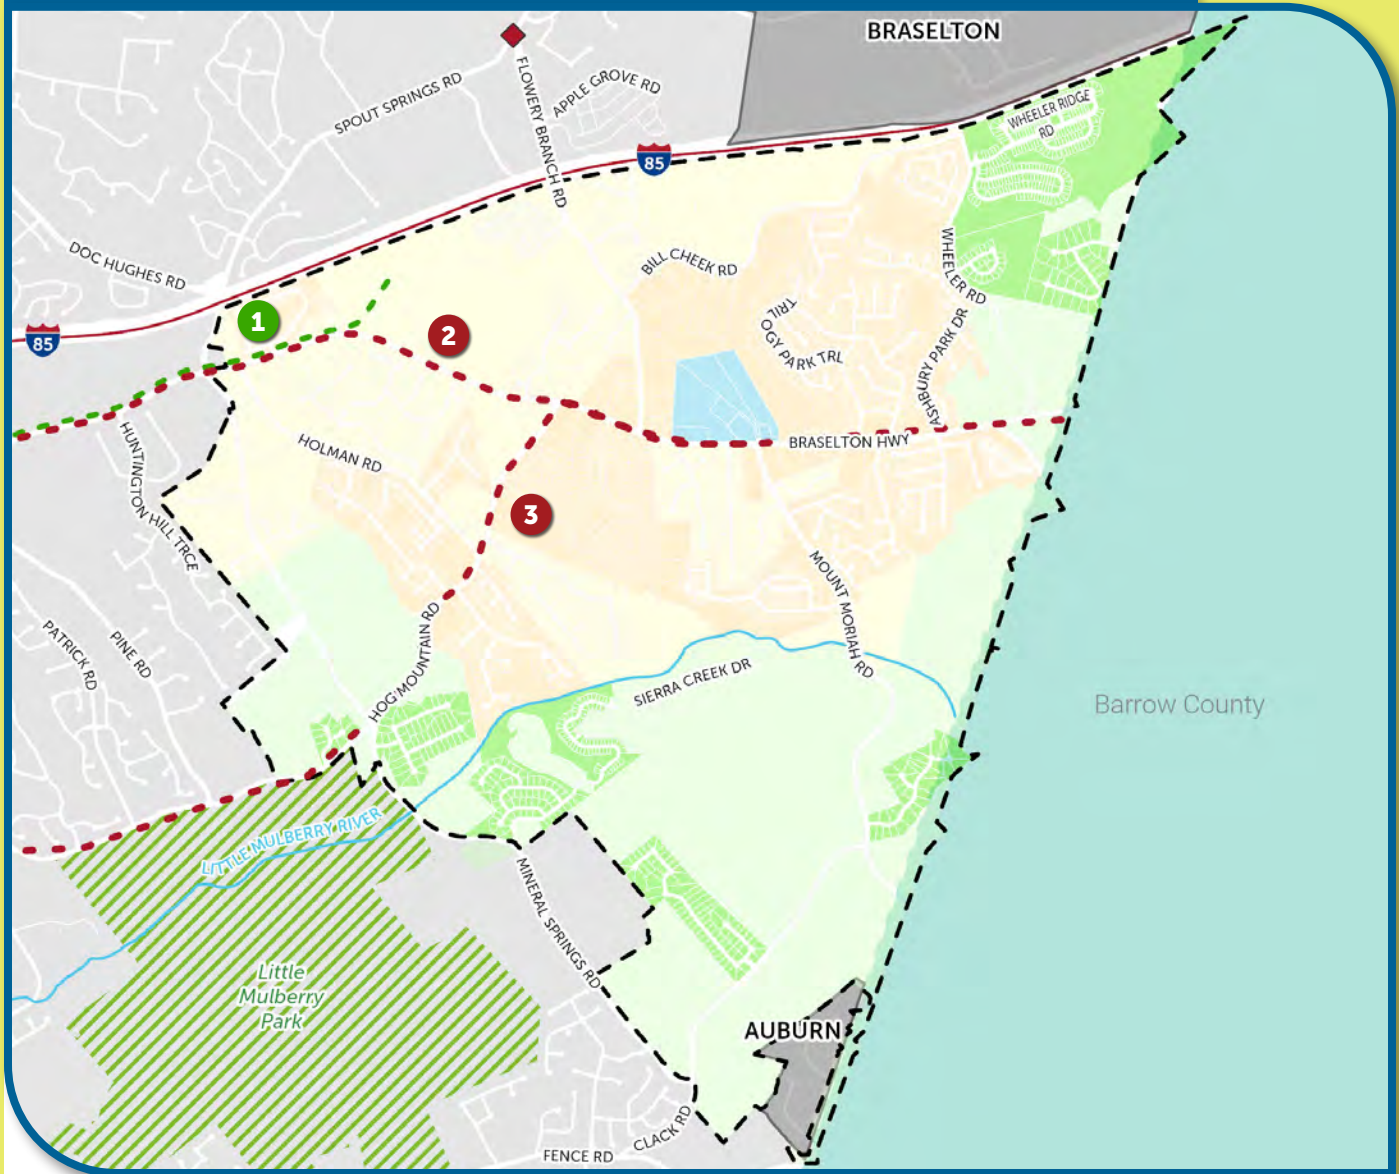 BRASELTON
SPOUT SPRINGS RD
FLOWERY BRANCH RD
APPLE GROVE RD
WHEELER RIDGE
RD
85
DOC HUGHES RD
BILL CHEEK RD
WHEELER RD
1
2
85
TRILOGY PARK TRL
ASHBURY PARK DR
HUNTINGTON HILL TRCE
HOLMAN RD
BRASELTON HWY
3
MOUNT MORIAH RD
PATRICK RD
PINE RD
HOG MOUNTAIN RD
SIERRA CREEK DR
Barrow County
LITTLE MULBERRY RIVER
MINERAL SPRINGS RD
Little
Mulberry
Park
AUBURN
CLACK RD
FENCE RD